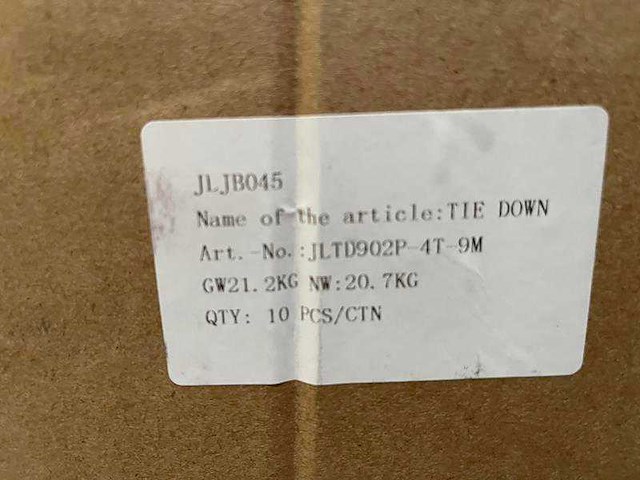 JLJB045
Name of the article:TIE DOWN
Art.-No.:JLTD902P-4T-9M
GW21.2KG NW:20.7KG
QTY: 10 PCS/CTN